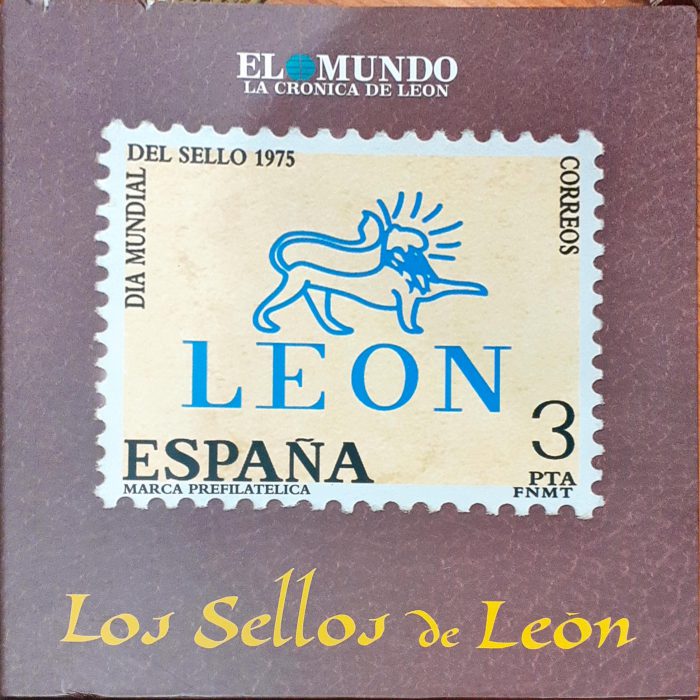 EL MUNDO
LA CRONICA DE LEON
DIA MUNDIAL
DEL SELLO 1975
CORREOS
LEON
3
PTA
FNMT
ESPAÑA
MARCA PREFILATELICA
Los Sellos de León